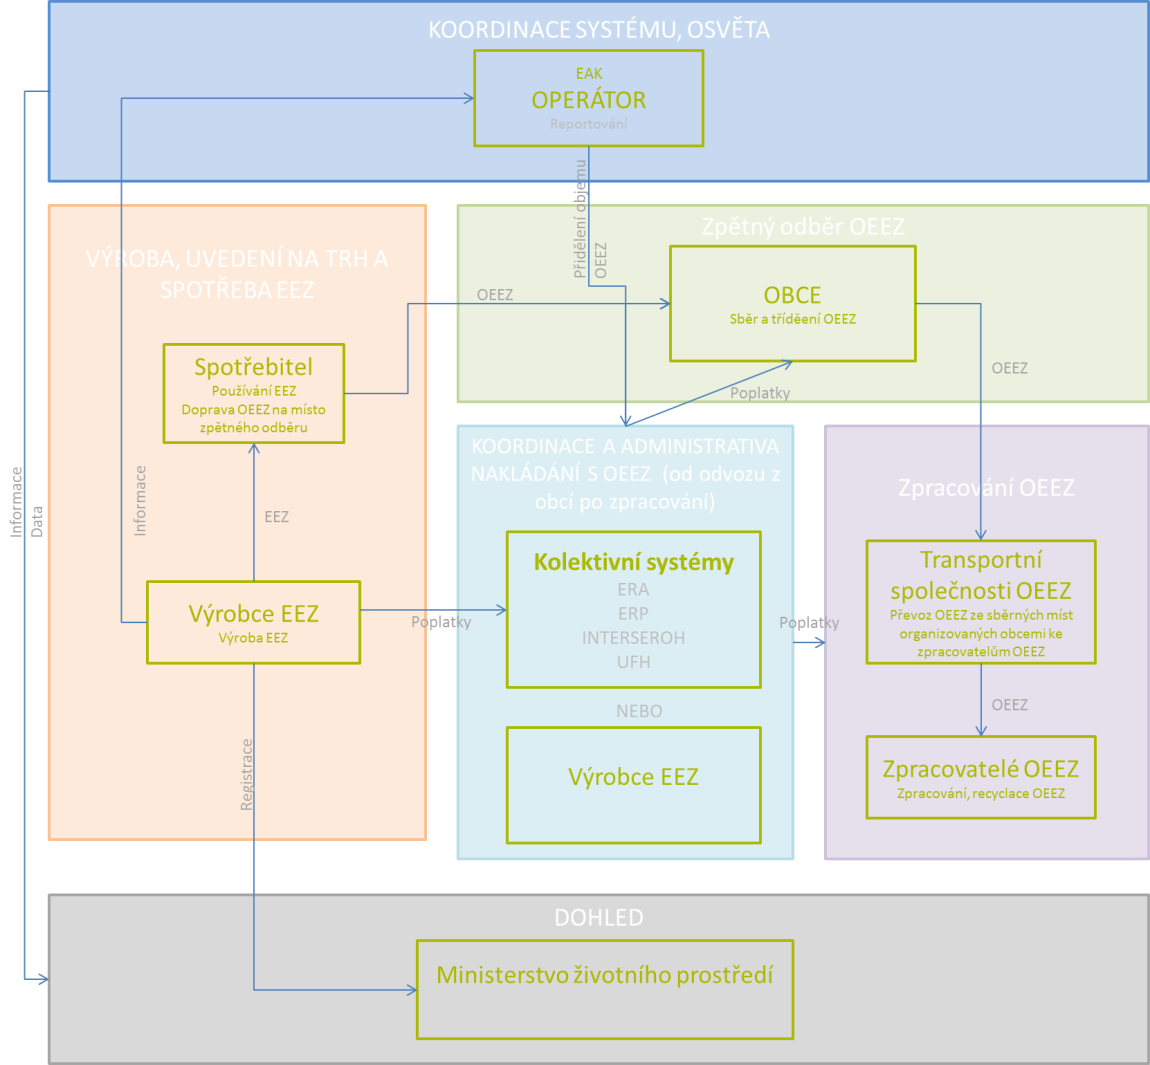 KOORDINACE SYSTÉMU, OSVĚTA
EAK
OPERÁTOR
Reportování
Přidělení objemu
OEEZ
VÝROBA, UVEDENÍ NA TRH A
SPOTŘEBA EEZ
Zpětný odběr OEEZ
OEEZ
OBCE
Sběr a třídeení OEEZ
Spotřebitel
Používání EEZ
Doprava OEEZ na místo
zpětného odběru
OEEZ
Poplatky
KOORDINACE A ADMINISTRATIVA
NAKLÁDÁNÍ S OEEZ (od odvozu z
obcí po zpracování)
Zpracování OEEZ
Informace
Data
Informace
EEZ
Kolektivní systémy
ERA
ERP
INTERSEROH
UFH
Transportní
společnosti OEEZ
Převoz OEEZ ze sběrných míst
organizovaných obcemi ke
zpracovatelům OEEZ
Výrobce EEZ
Výroba EEZ
Poplatky
Poplatky
NEBO
OEEZ
Registrace
Výrobce EEZ
Zpracovatelé OEEZ
Zpracování, recyclace OEEZ
DOHLED
Ministerstvo životního prostředí